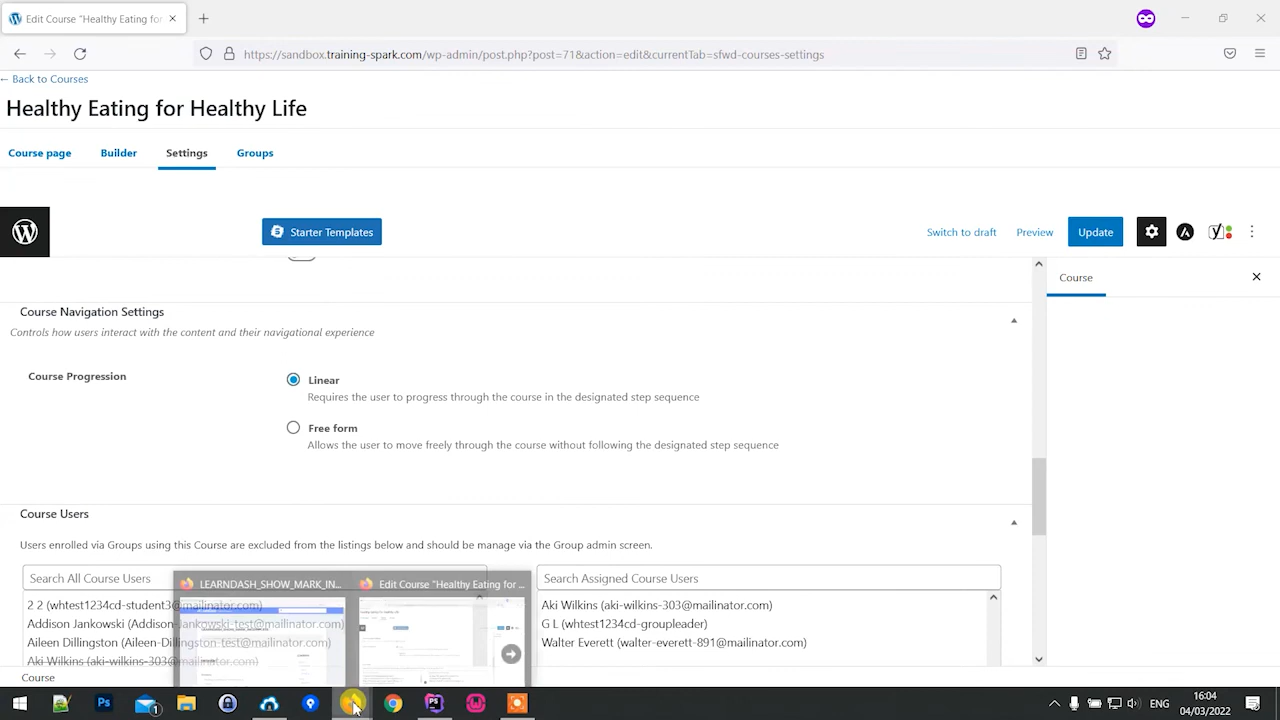 Edit Course "Healthy Eating for
https://sandbox.training-spark.com/wp-admin/post.php?post=71&action=edit&currentTab=sfwd-courses-settings
← Back to Courses
Healthy Eating for Healthy Life
Course page Builder Settings Groups
Starter Templates Switch to draft Preview Update
Course
Course Navigation Settings
Controls how users interact with the content and their navigational experience
Course Progression
Linear
Requires the user to progress through the course in the designated step sequence
Free form
Allows the user to move freely through the course without following the designated step sequence
Course Users
Users enrolled via Groups using this Course are excluded from the listings below and should be manage via the Group admin screen.
Search All Course Users Search Assigned Course Users
LEARNDASH_SHOW_MARK_IN... Edit Course "Healthy Eating for ...
2 2 (whtest1234cd-student3@mailinator.com) Aki Wilkins (aki-wilkins-303@mailinator.com)
Addison Jankowski (Addison-Jankowski-test@mailinator.com) G L (whtest1234cd-groupleader)
Aileen Dillingston (Aileen-Dillingston-test@mailinator.com) Walter Everett (walter-everett-891@mailinator.com)
Aki Wilkins (aki-wilkins-303@mailinator.com)
Course
16:04
04/03/2022